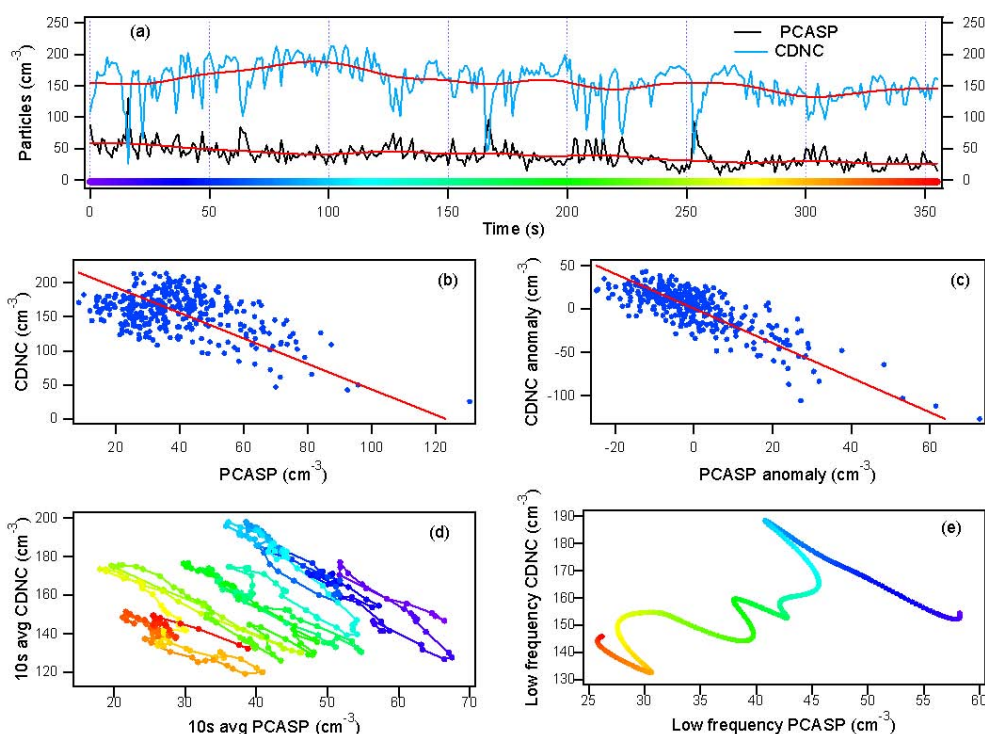 (a)
PCASP
CDNC
Particles (cm-3)
250 250
200 200
150 150
100 100
50 50
0 0
0 50 100 150 200 250 300 350
Time (s)
(b)
CDNC (cm-3)
200
150
100
50
0
20 40 60 80 100 120
PCASP (cm-3)
(c)
CDNC anomaly (cm-3)
50
0
-50
-100
-20 0 20 40 60
PCASP anomaly (cm-3)
(d)
10s avg CDNC (cm-3)
200
180
160
140
120
20 30 40 50 60 70
10s avg PCASP (cm-3)
(e)
Low frequency CDNC (cm-3)
190
180
170
160
150
140
130
25 30 35 40 45 50 55 60
Low frequency PCASP (cm-3)